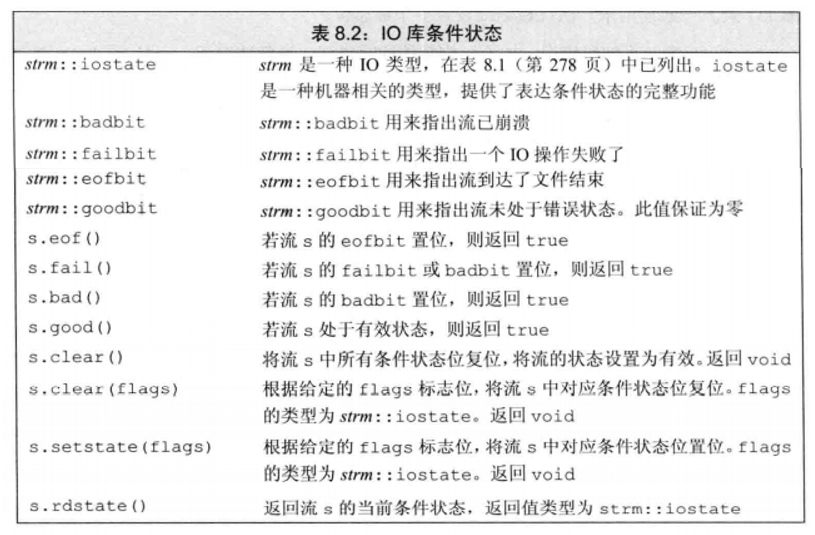 表 8.2：IO 库条件状态
strm::iostate strm 是一种 IO 类型，在表 8.1（第 278 页）中已列出。iostate
是一种机器相关的类型，提供了表达条件状态的完整功能
strm::badbit strm::badbit 用来指出流已崩溃
strm::failbit strm::failbit 用来指出一个 IO 操作失败了
strm::eofbit strm::eofbit 用来指出流到达了文件结束
strm::goodbit strm::goodbit 用来指出流未处于错误状态。此值保证为零
s.eof() 若流 s 的 eofbit 置位，则返回 true
s.fail() 若流 s 的 failbit 或 badbit 置位，则返回 true
s.bad() 若流 s 的 badbit 置位，则返回 true
s.good() 若流 s 处于有效状态，则返回 true
s.clear() 将流 s 中所有条件状态位复位，将流的状态设置为有效。返回 void
s.clear(flags) 根据给定的 flags 标志位，将流 s 中对应条件状态位复位。flags
的类型为 strm::iostate。返回 void
s.setstate(flags) 根据给定的 flags 标志位，将流 s 中对应条件状态位置位。flags
的类型为 strm::iostate。返回 void
s.rdstate() 返回流 s 的当前条件状态，返回值类型为 strm::iostate